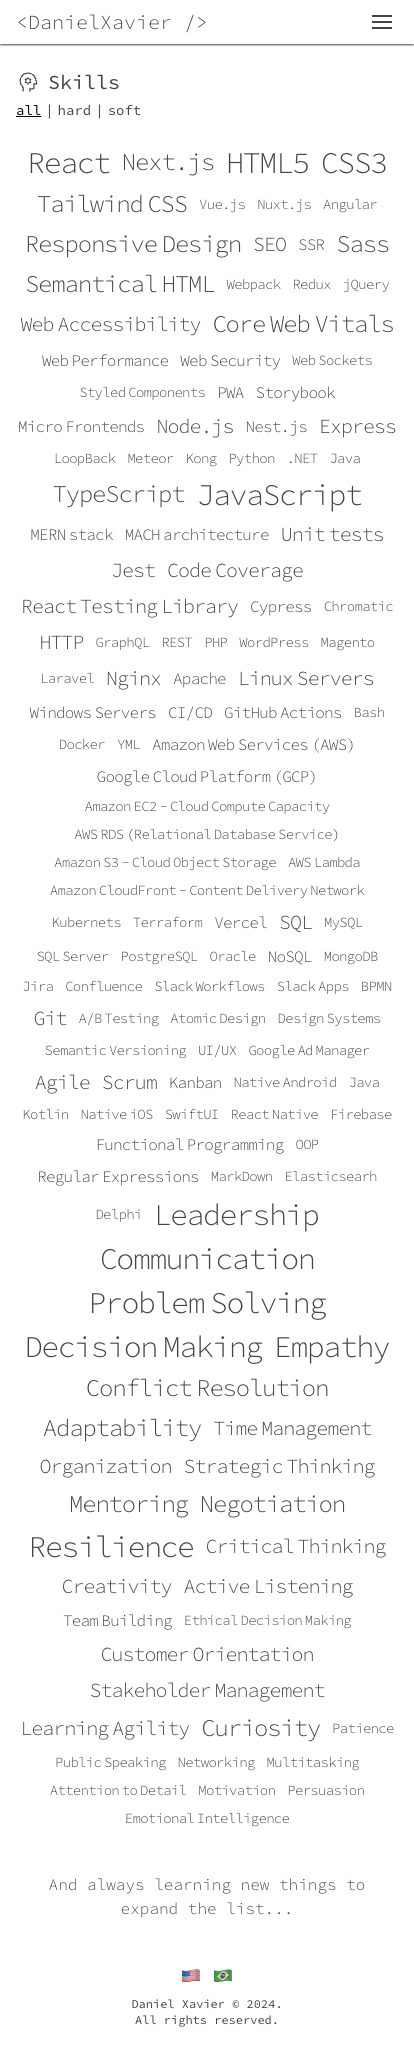 <DanielXavier />
Skills
all | hard | soft
React Next.js HTML5 CSS3
Tailwind CSS Vue.js Nuxt.js Angular
Responsive Design SEO SSR Sass
Semantical HTML Webpack Redux jQuery
Web Accessibility Core Web Vitals
Web Performance Web Security Web Sockets
Styled Components PWA Storybook
Micro Frontends Node.js Nest.js Express
LoopBack Meteor Kong Python .NET Java
TypeScript JavaScript
MERN stack MACH architecture Unit tests
Jest Code Coverage
React Testing Library Cypress Chromatic
HTTP GraphQL REST PHP WordPress Magento
Laravel Nginx Apache Linux Servers
Windows Servers CI/CD GitHub Actions Bash
Docker YML Amazon Web Services (AWS)
Google Cloud Platform (GCP)
Amazon EC2 - Cloud Compute Capacity
AWS RDS (Relational Database Service)
Amazon S3 - Cloud Object Storage AWS Lambda
Amazon CloudFront - Content Delivery Network
Kubernets Terraform Vercel SQL MySQL
SQL Server PostgreSQL Oracle NoSQL MongoDB
Jira Confluence Slack Workflows Slack Apps BPMN
Git A/B Testing Atomic Design Design Systems
Semantic Versioning UI/UX Google Ad Manager
Agile Scrum Kanban Native Android Java
Kotlin Native iOS SwiftUI React Native Firebase
Functional Programming OOP
Regular Expressions MarkDown Elasticsearh
Delphi Leadership
Communication
Problem Solving
Decision Making Empathy
Conflict Resolution
Adaptability Time Management
Organization Strategic Thinking
Mentoring Negotiation
Resilience Critical Thinking
Creativity Active Listening
Team Building Ethical Decision Making
Customer Orientation
Stakeholder Management
Learning Agility Curiosity Patience
Public Speaking Networking Multitasking
Attention to Detail Motivation Persuasion
Emotional Intelligence
And always learning new things to
expand the list...
Daniel Xavier © 2024.
All rights reserved.